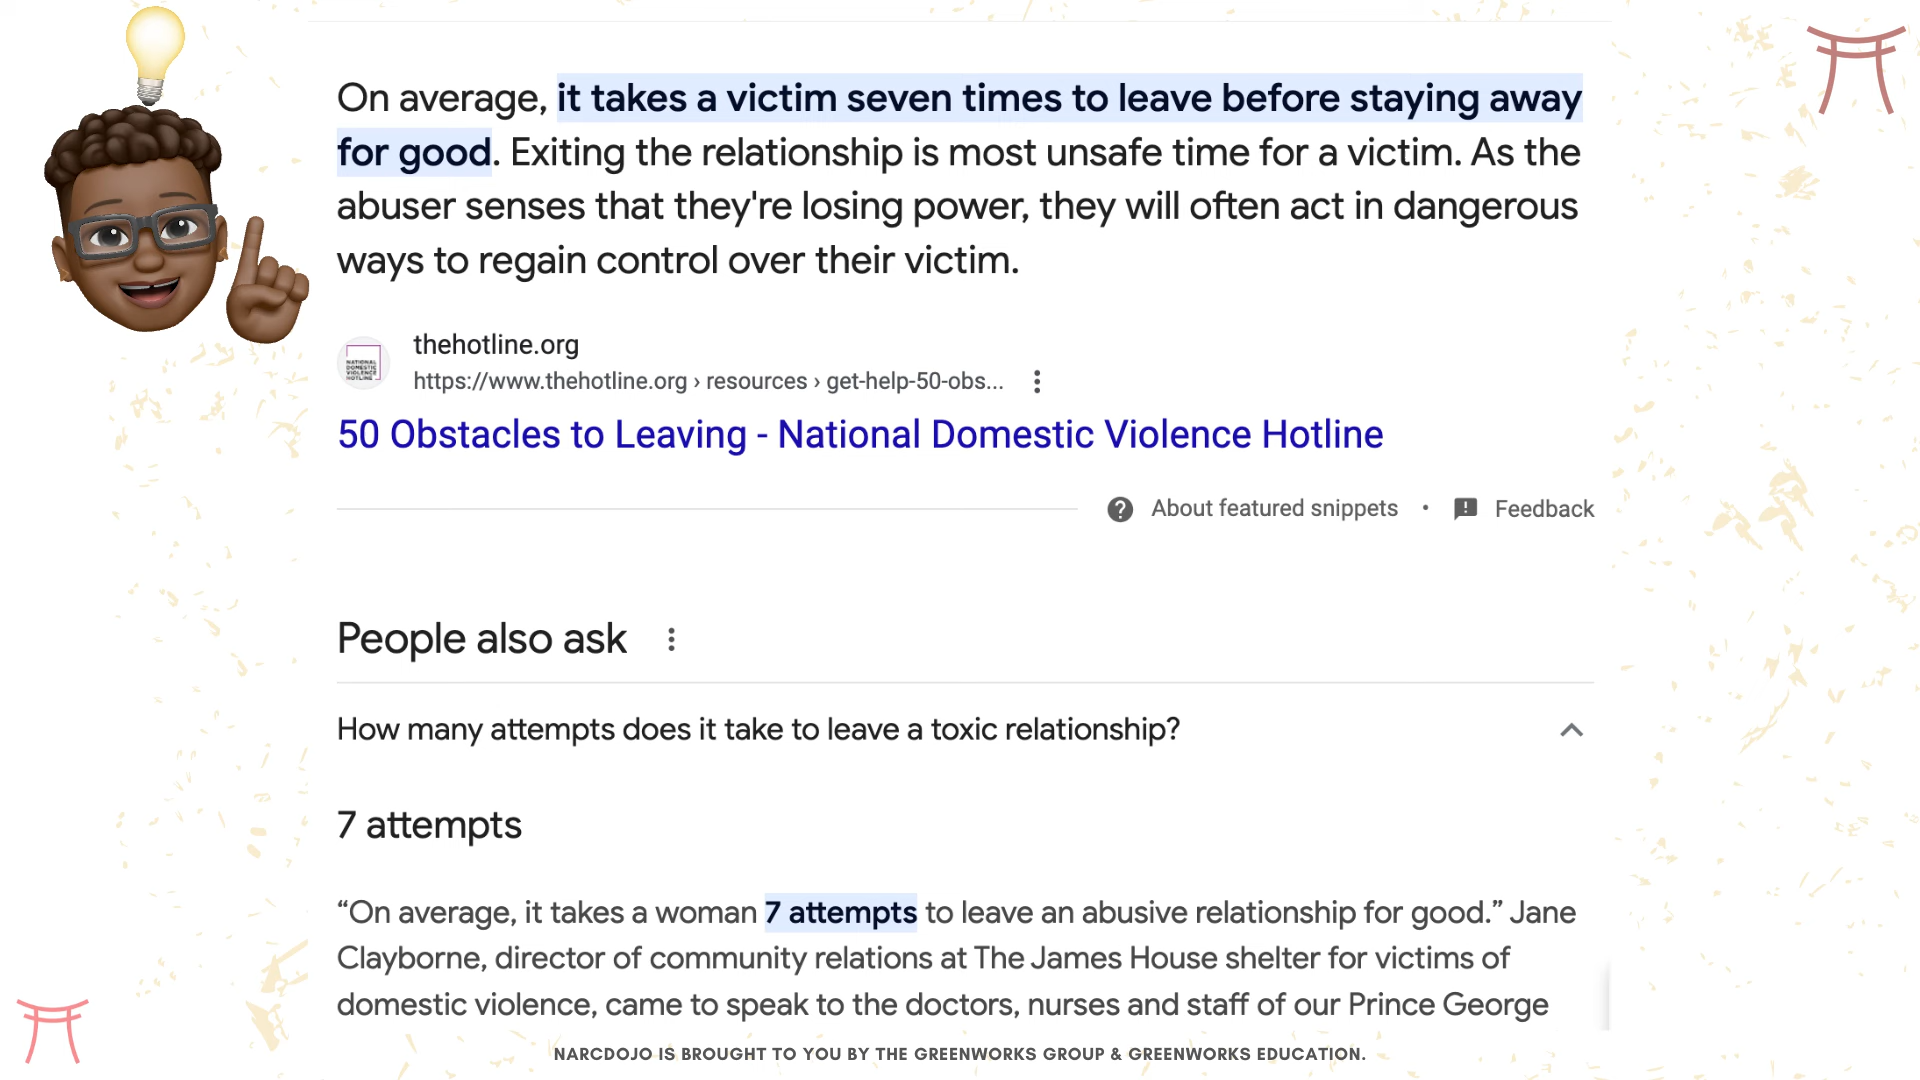 On average, it takes a victim seven times to leave before staying away
for good. Exiting the relationship is most unsafe time for a victim. As the
abuser senses that they're losing power, they will often act in dangerous
ways to regain control over their victim.
NATIONAL
DOMESTIC
VIOLENCE
HOTLINE
thehotline.org
https://www.thehotline.org › resources › get-help-50-obs...
50 Obstacles to Leaving - National Domestic Violence Hotline
About featured snippets • Feedback
People also ask
How many attempts does it take to leave a toxic relationship?
7 attempts
“On average, it takes a woman 7 attempts to leave an abusive relationship for good.” Jane
Clayborne, director of community relations at The James House shelter for victims of
domestic violence, came to speak to the doctors, nurses and staff of our Prince George
NARCDOJO IS BROUGHT TO YOU BY THE GREENWORKS GROUP & GREENWORKS EDUCATION.